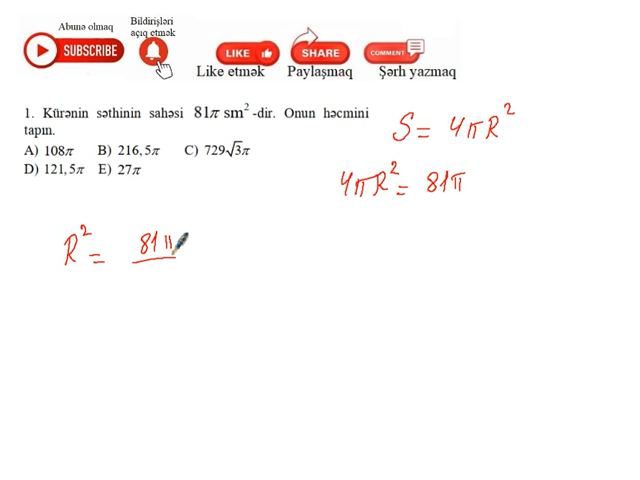 Abunə olmaq
Bildirişləri
açıq etmək
SUBSCRIBE
LIKE
SHARE
COMMENT
Like etmək Paylaşmaq Şərh yazmaq
1. Kürənin səthinin sahəsi 81π sm²-dir. Onun həcmini
tapın.
A) 108π B) 216,5π C) 729√3π
D) 121,5π E) 27π
S = 4πR²
4πR² = 81π
R² = 81π